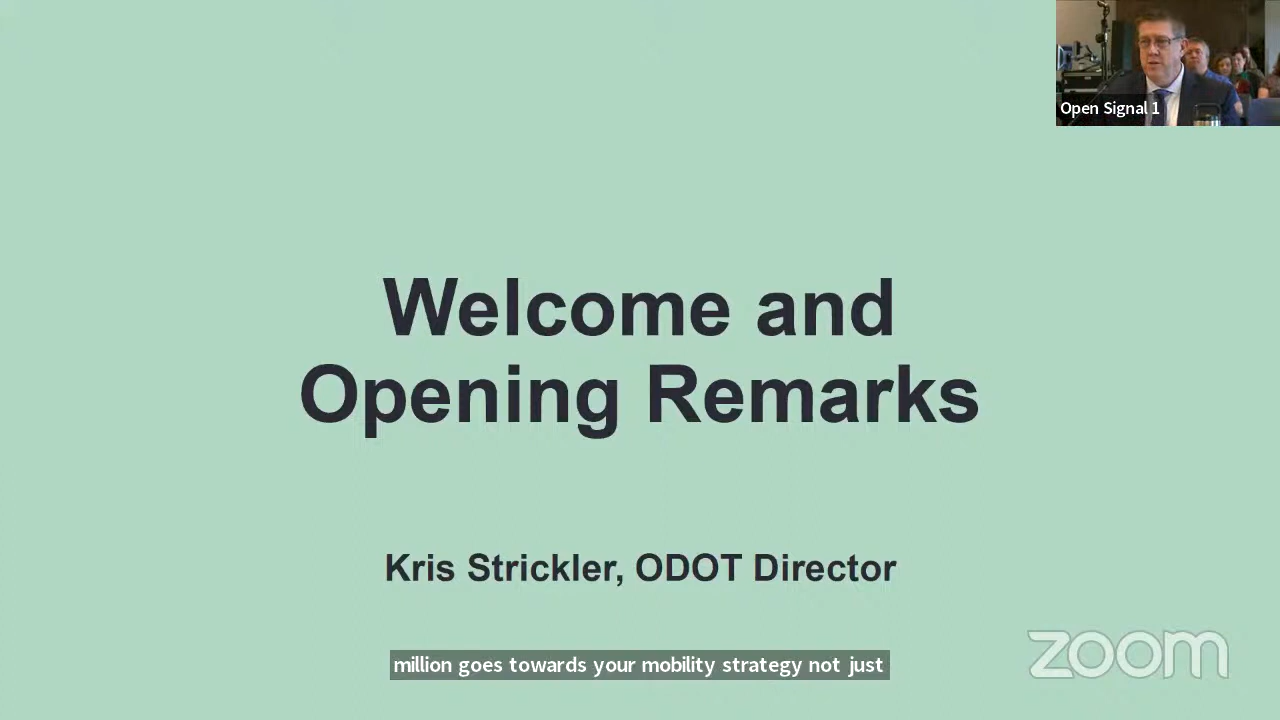 Open Signal 1
Welcome and
Opening Remarks
Kris Strickler, ODOT Director
million goes towards your mobility strategy not just
zoom